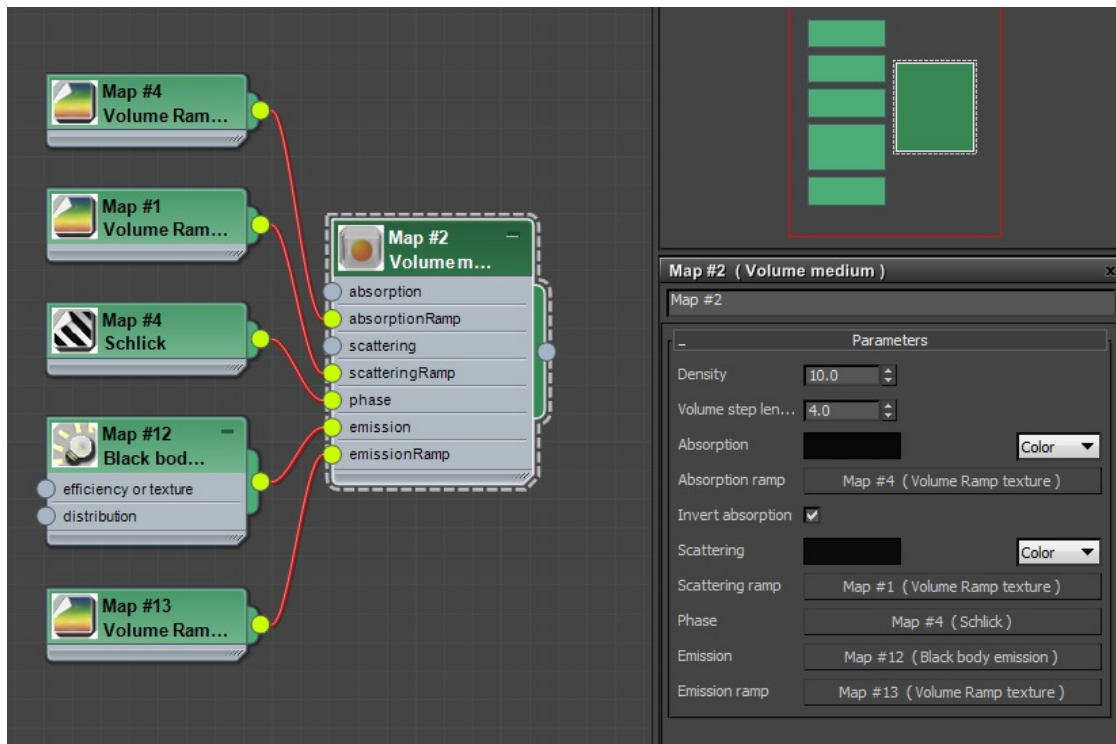 Map #4
Volume Ram...
Map #1
Volume Ram...
Map #4
Schlick
Map #12
Black bod...
efficiency or texture
distribution
Map #13
Volume Ram...
Map #2
Volume m...
absorption
absorptionRamp
scattering
scatteringRamp
phase
emission
emissionRamp
Map #2 ( Volume medium )
x
Map #2
- Parameters
Density 10.0
Volume step len... 4.0
Absorption Color
Absorption ramp Map #4 ( Volume Ramp texture )
Invert absorption
Scattering Color
Scattering ramp Map #1 ( Volume Ramp texture )
Phase Map #4 ( Schlick )
Emission Map #12 ( Black body emission )
Emission ramp Map #13 ( Volume Ramp texture )